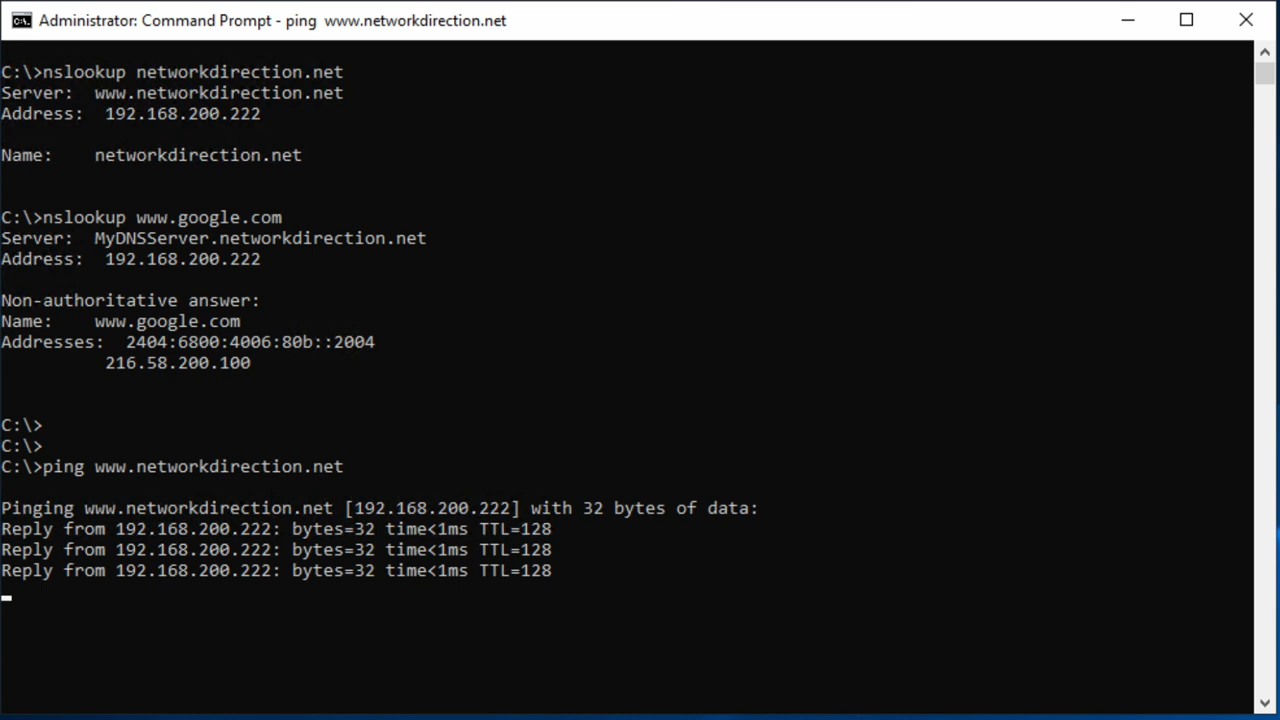 Administrator: Command Prompt - ping  www.networkdirection.net
C:\>nslookup networkdirection.net
Server:  www.networkdirection.net
Address:  192.168.200.222
Name:    networkdirection.net
C:\>nslookup www.google.com
Server:  MyDNSServer.networkdirection.net
Address:  192.168.200.222
Non-authoritative answer:
Name:    www.google.com
Addresses:  2404:6800:4006:80b::2004
          216.58.200.100
C:\>
C:\>
C:\>ping www.networkdirection.net
Pinging www.networkdirection.net [192.168.200.222] with 32 bytes of data:
Reply from 192.168.200.222: bytes=32 time<1ms TTL=128
Reply from 192.168.200.222: bytes=32 time<1ms TTL=128
Reply from 192.168.200.222: bytes=32 time<1ms TTL=128